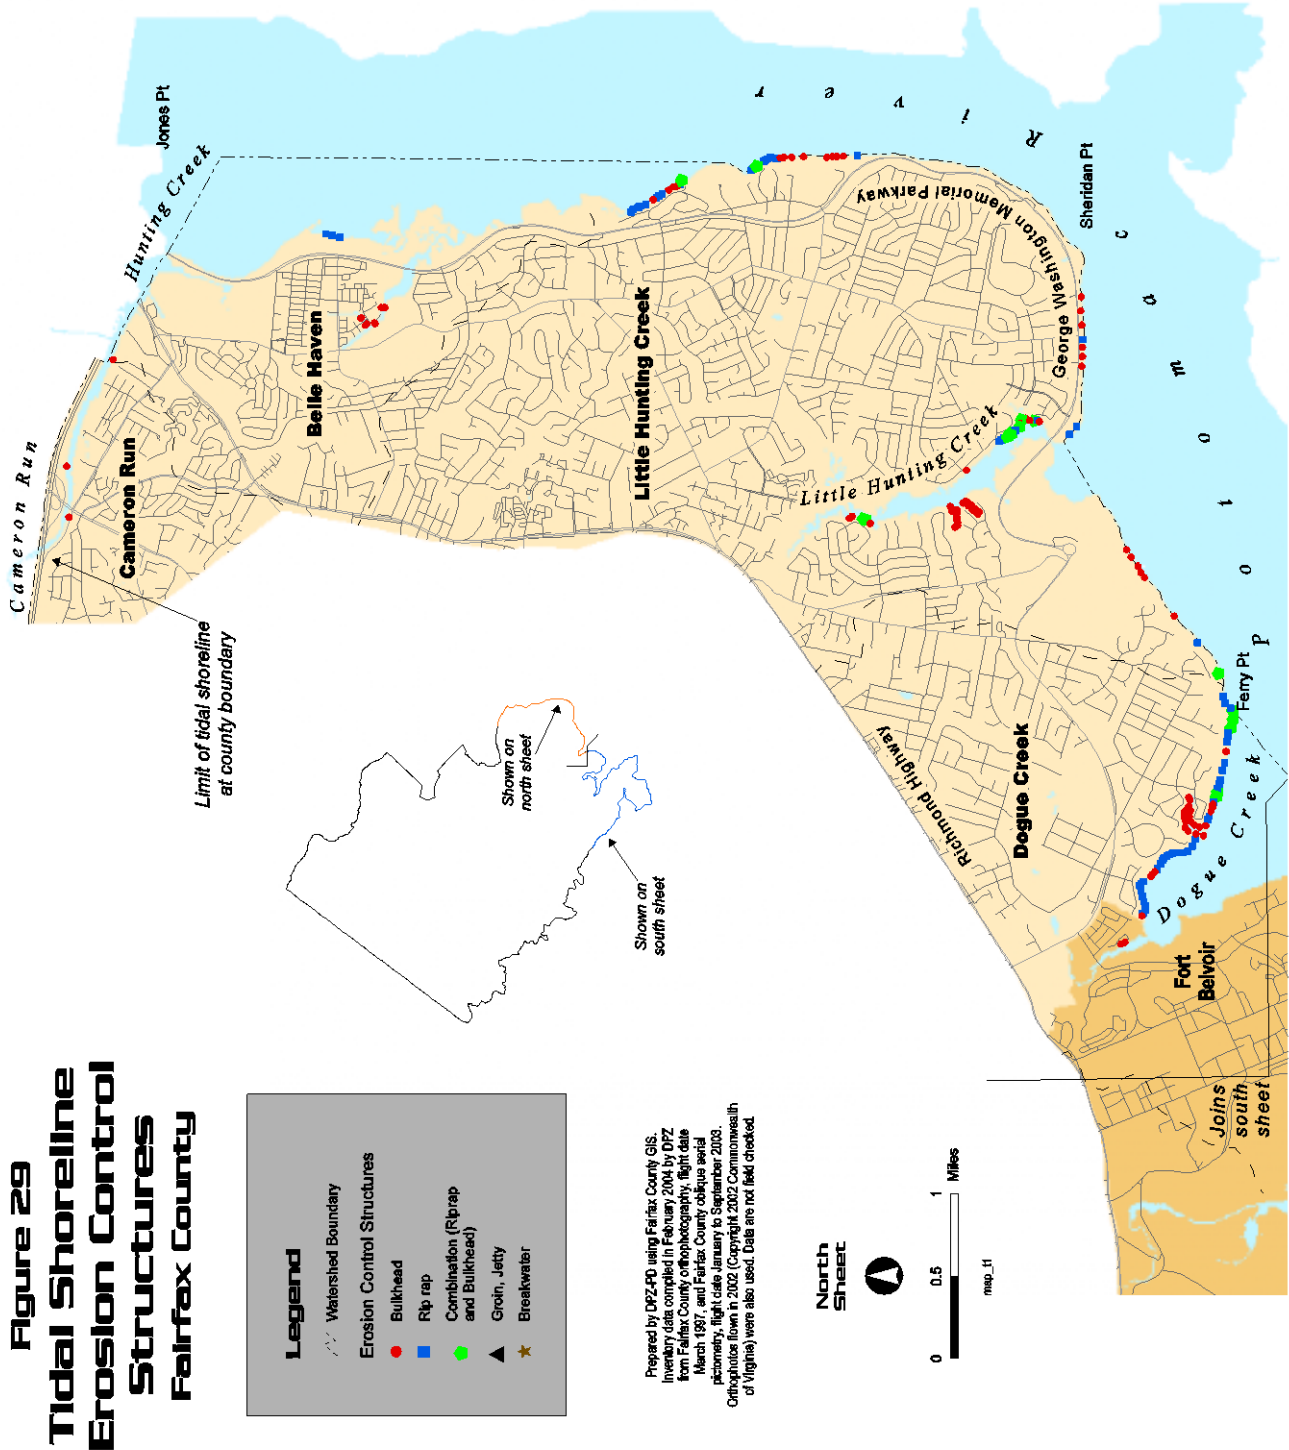 Figure 29
Tidal Shoreline
Erosion Control
Structures
Fairfax County
Legend
Watershed Boundary
Erosion Control Structures
Bulkhead
Rip rap
Combination (Riprap
and Bulkhead)
Groin, Jetty
Breakwater
Prepared by DPZ-PD using Fairfax County GIS.
Inventory data compiled in February 2004 by DPZ
from Fairfax County orthophotography, flight date
March 1997, and Fairfax County oblique aerial
pictometry, flight date January to September 2003.
Orthophotos flown in 2002 (Copyright 2002 Commonwealth
of Virginia) were also used. Data are not field checked.
North
Sheet
0 0.5 1 Miles
map_t1
Limit of tidal shoreline
at county boundary
Shown on
north sheet
Shown on
south sheet
Cameron Run
Cameron Run
Hunting Creek
Jones Pt
Belle Haven
Little Hunting Creek
Little Hunting Creek
George Washington Memorial Parkway
Sheridan Pt
Potomac River
Richmond Highway
Dogue Creek
Ferry Pt
Dogue Creek
Fort
Belvoir
Joins
south
sheet